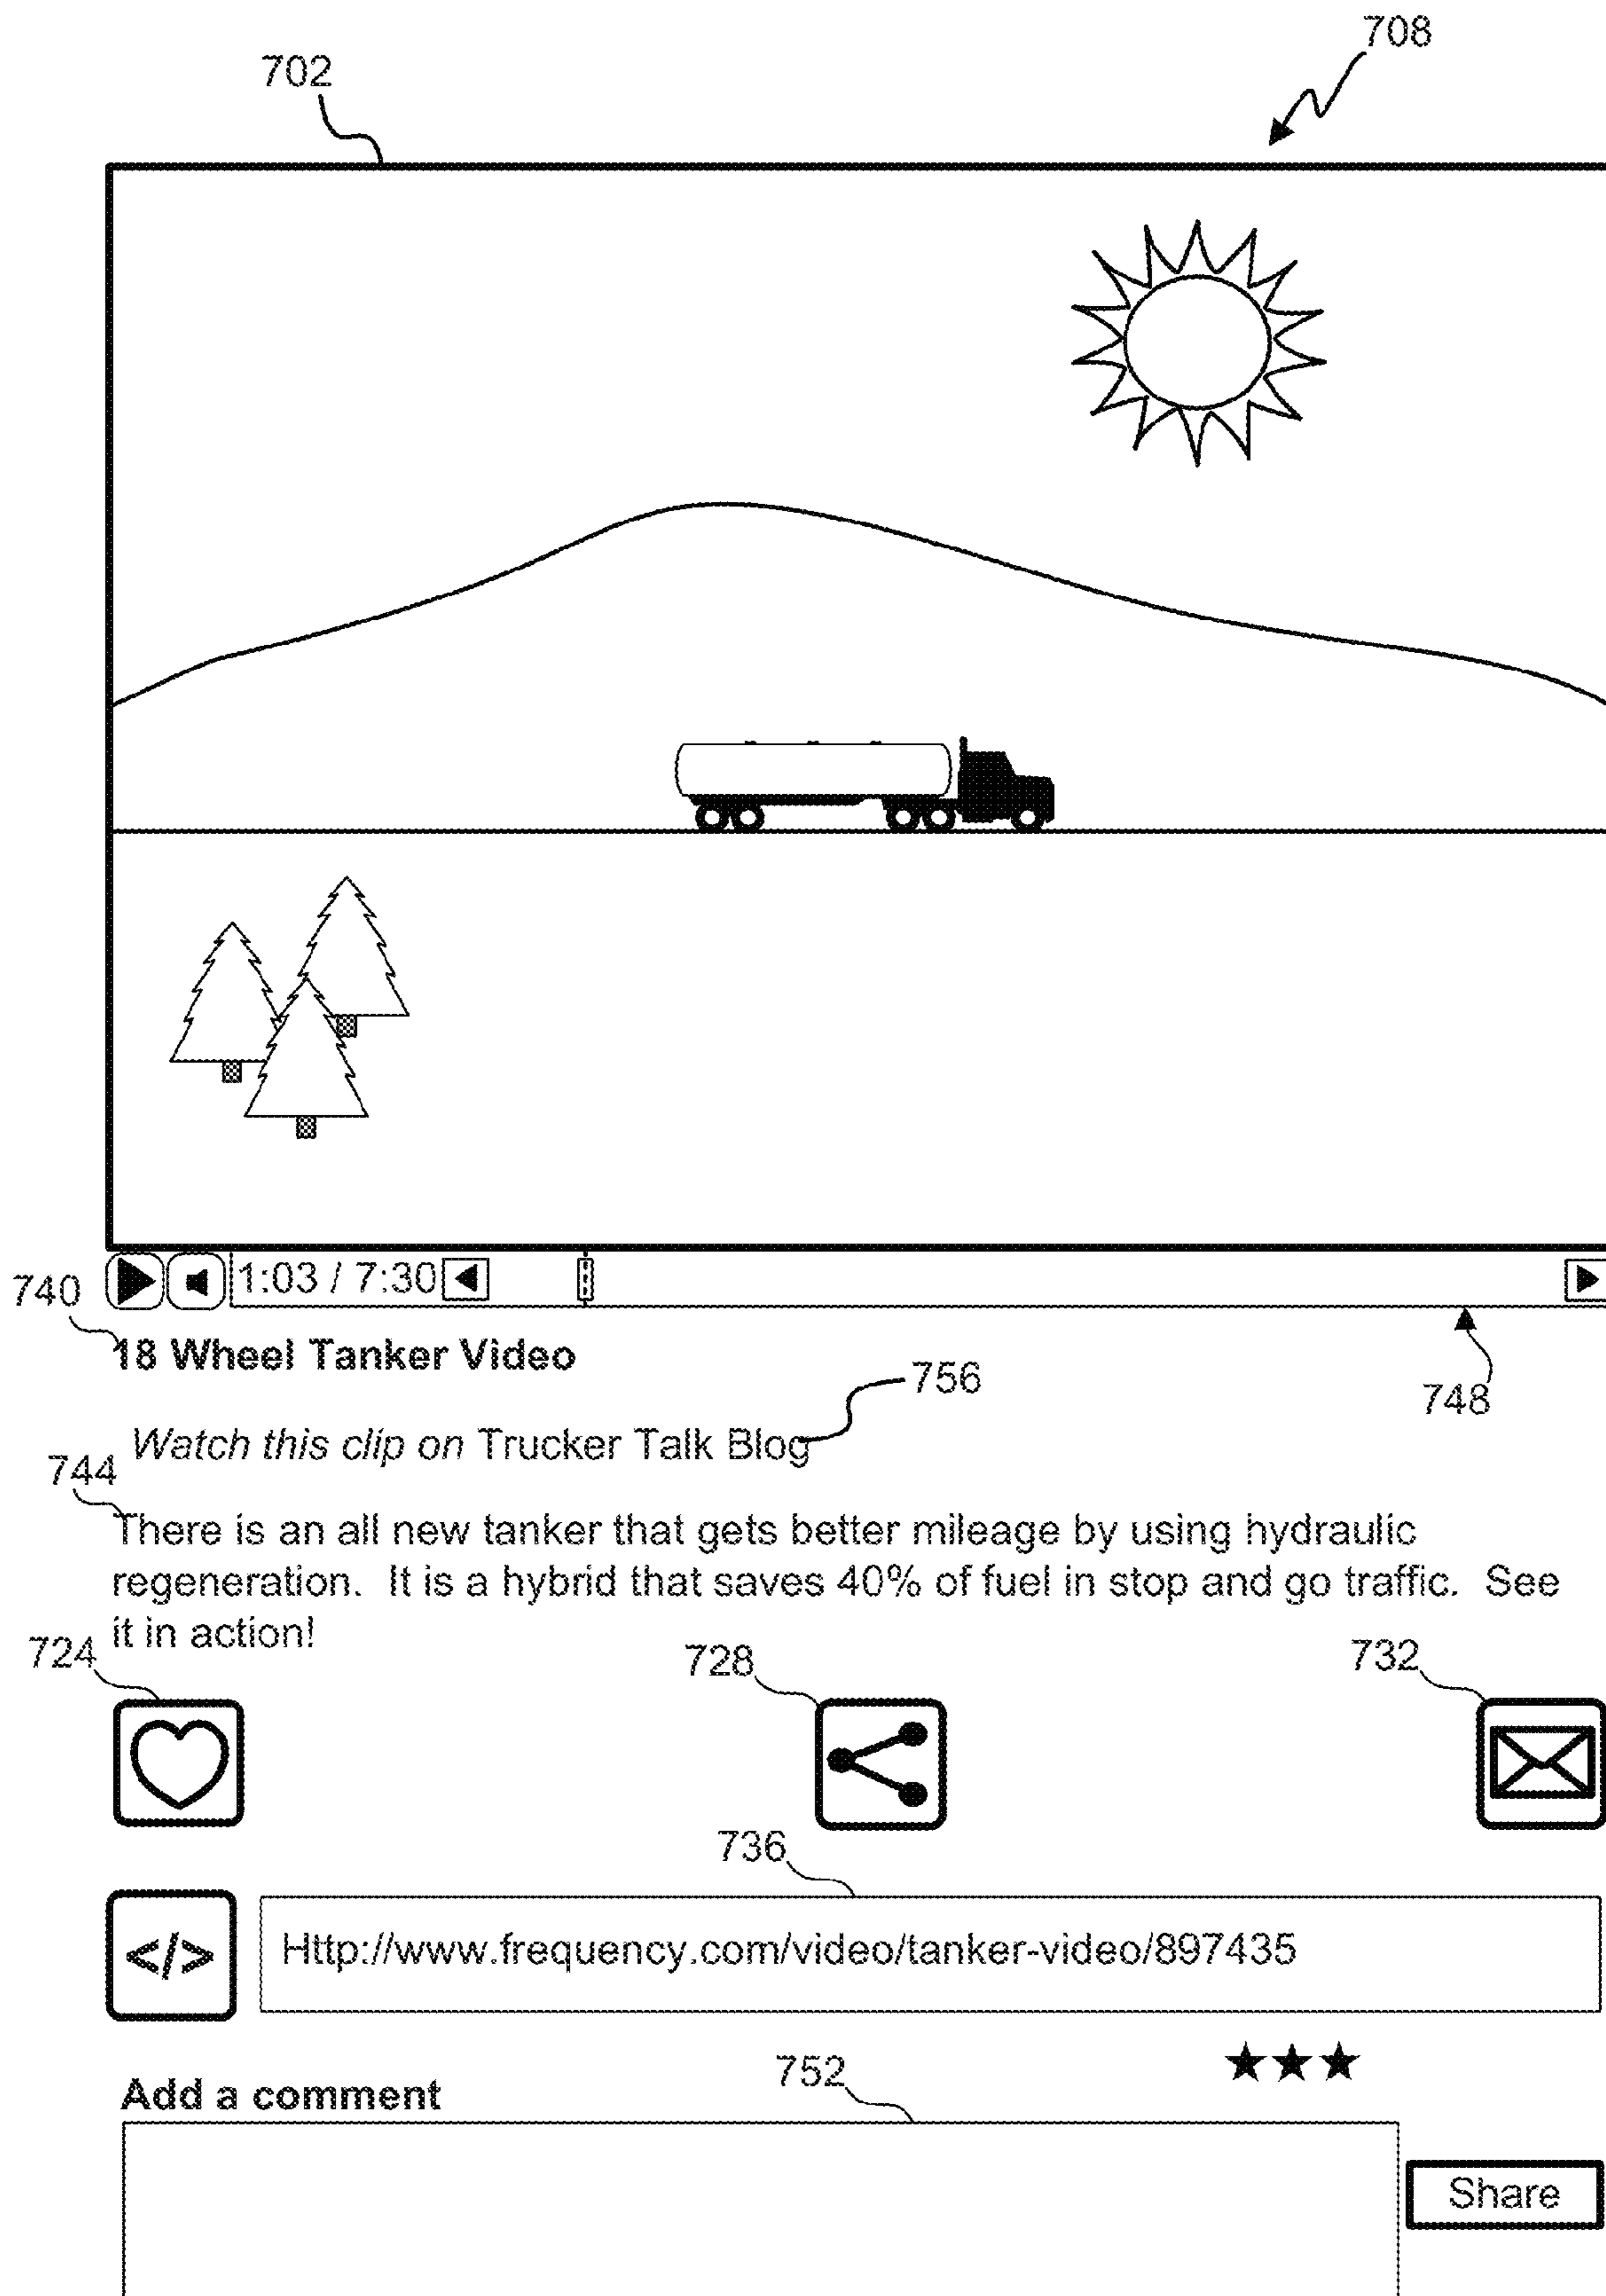 708
702
1:03 / 7:30
740
18 Wheel Tanker Video
756
748
Watch this clip on Trucker Talk Blog
744
There is an all new tanker that gets better mileage by using hydraulic
regeneration. It is a hybrid that saves 40% of fuel in stop and go traffic. See
it in action!
724
728
732
736
</>
Http://www.frequency.com/video/tanker-video/897435
★★★
752
Add a comment
Share